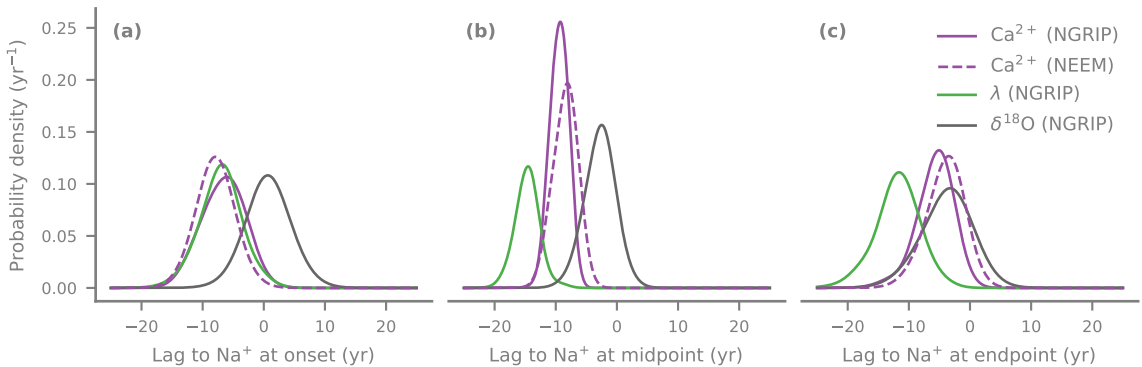 (a)
(b)
(c)
Probability density (yr⁻¹)
0.25
0.20
0.15
0.10
0.05
0.00
Ca²⁺ (NGRIP)
Ca²⁺ (NEEM)
λ (NGRIP)
δ¹⁸O (NGRIP)
−20 −10 0 10 20
−20 −10 0 10 20
−20 −10 0 10 20
Lag to Na⁺ at onset (yr)
Lag to Na⁺ at midpoint (yr)
Lag to Na⁺ at endpoint (yr)